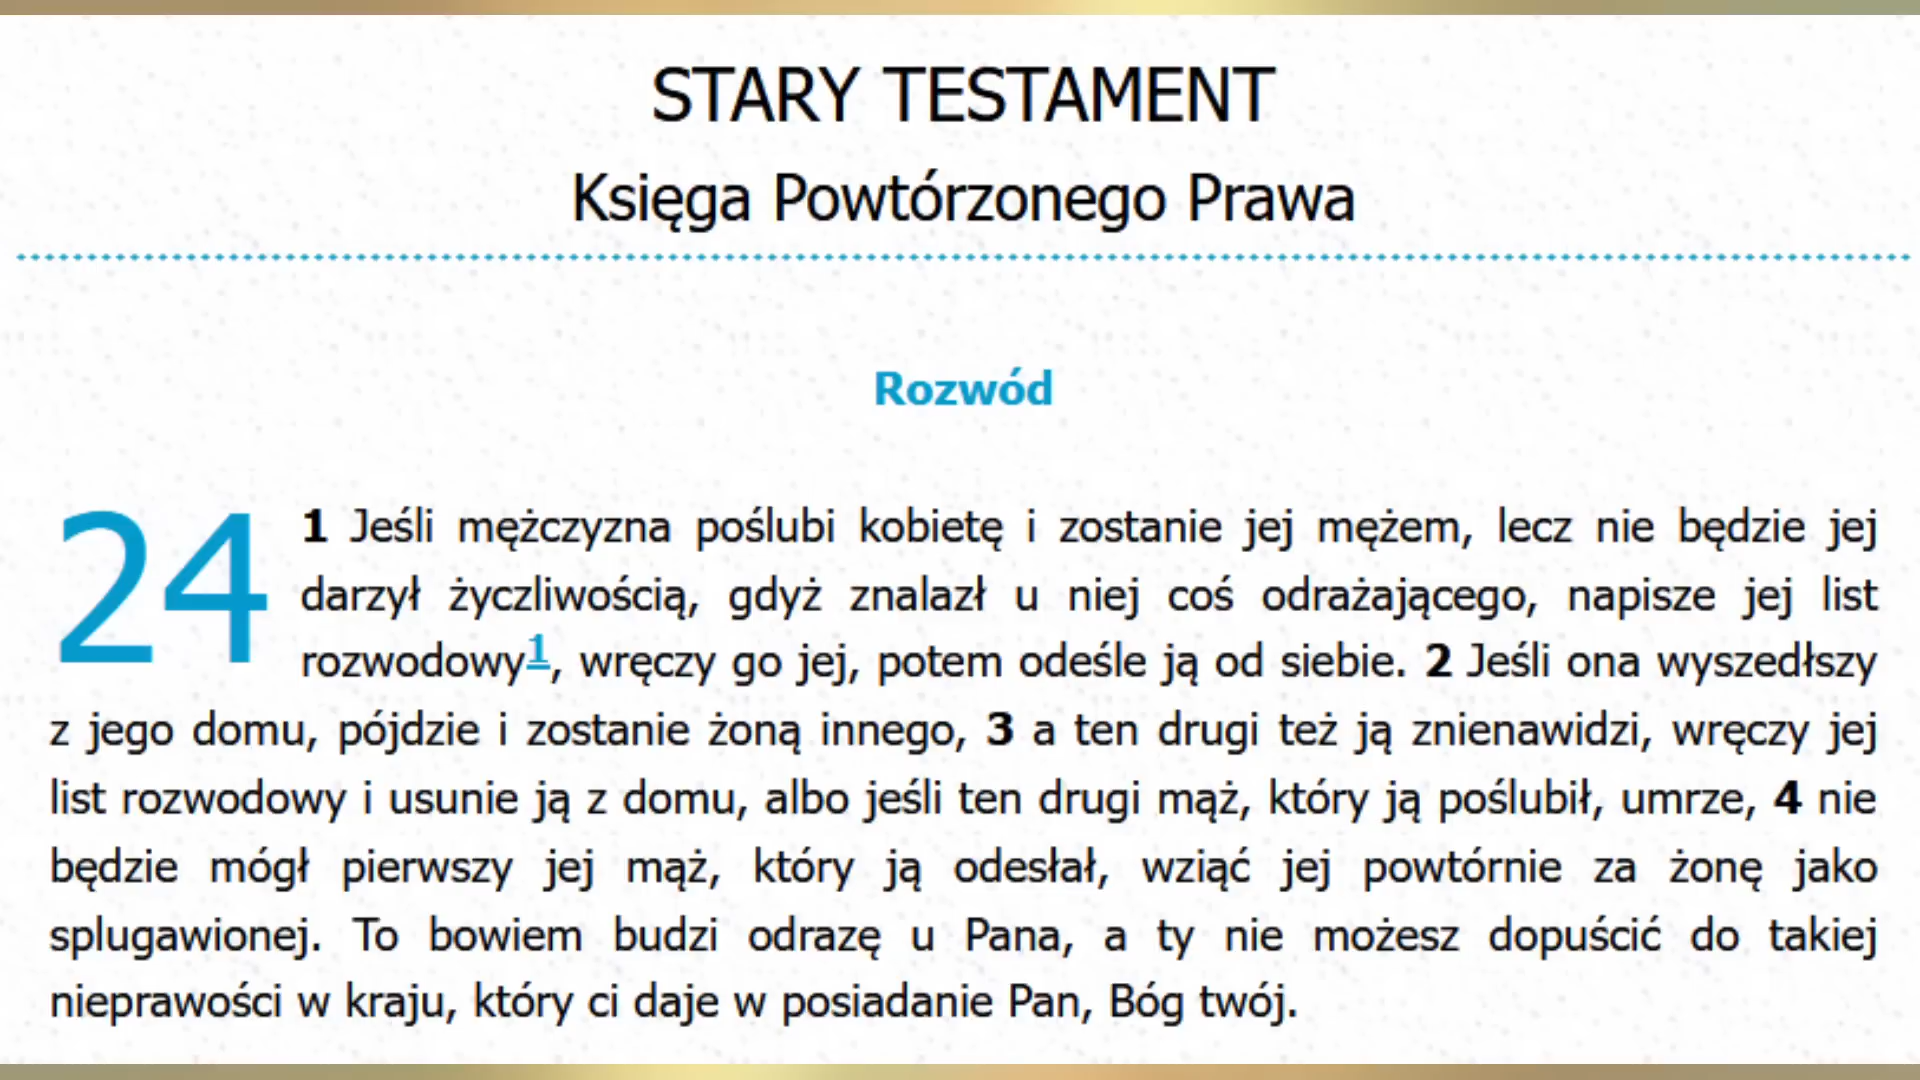 STARY TESTAMENT
Księga Powtórzonego Prawa
Rozwód
24
1 Jeśli mężczyzna poślubi kobietę i zostanie jej mężem, lecz nie będzie jej
darzył życzliwością, gdyż znalazł u niej coś odrażającego, napisze jej list
rozwodowy1, wręczy go jej, potem odeśle ją od siebie. 2 Jeśli ona wyszedłszy
z jego domu, pójdzie i zostanie żoną innego, 3 a ten drugi też ją znienawidzi, wręczy jej
list rozwodowy i usunie ją z domu, albo jeśli ten drugi mąż, który ją poślubił, umrze, 4 nie
będzie mógł pierwszy jej mąż, który ją odesłał, wziąć jej powtórnie za żonę jako
splugawionej. To bowiem budzi odrazę u Pana, a ty nie możesz dopuścić do takiej
nieprawości w kraju, który ci daje w posiadanie Pan, Bóg twój.